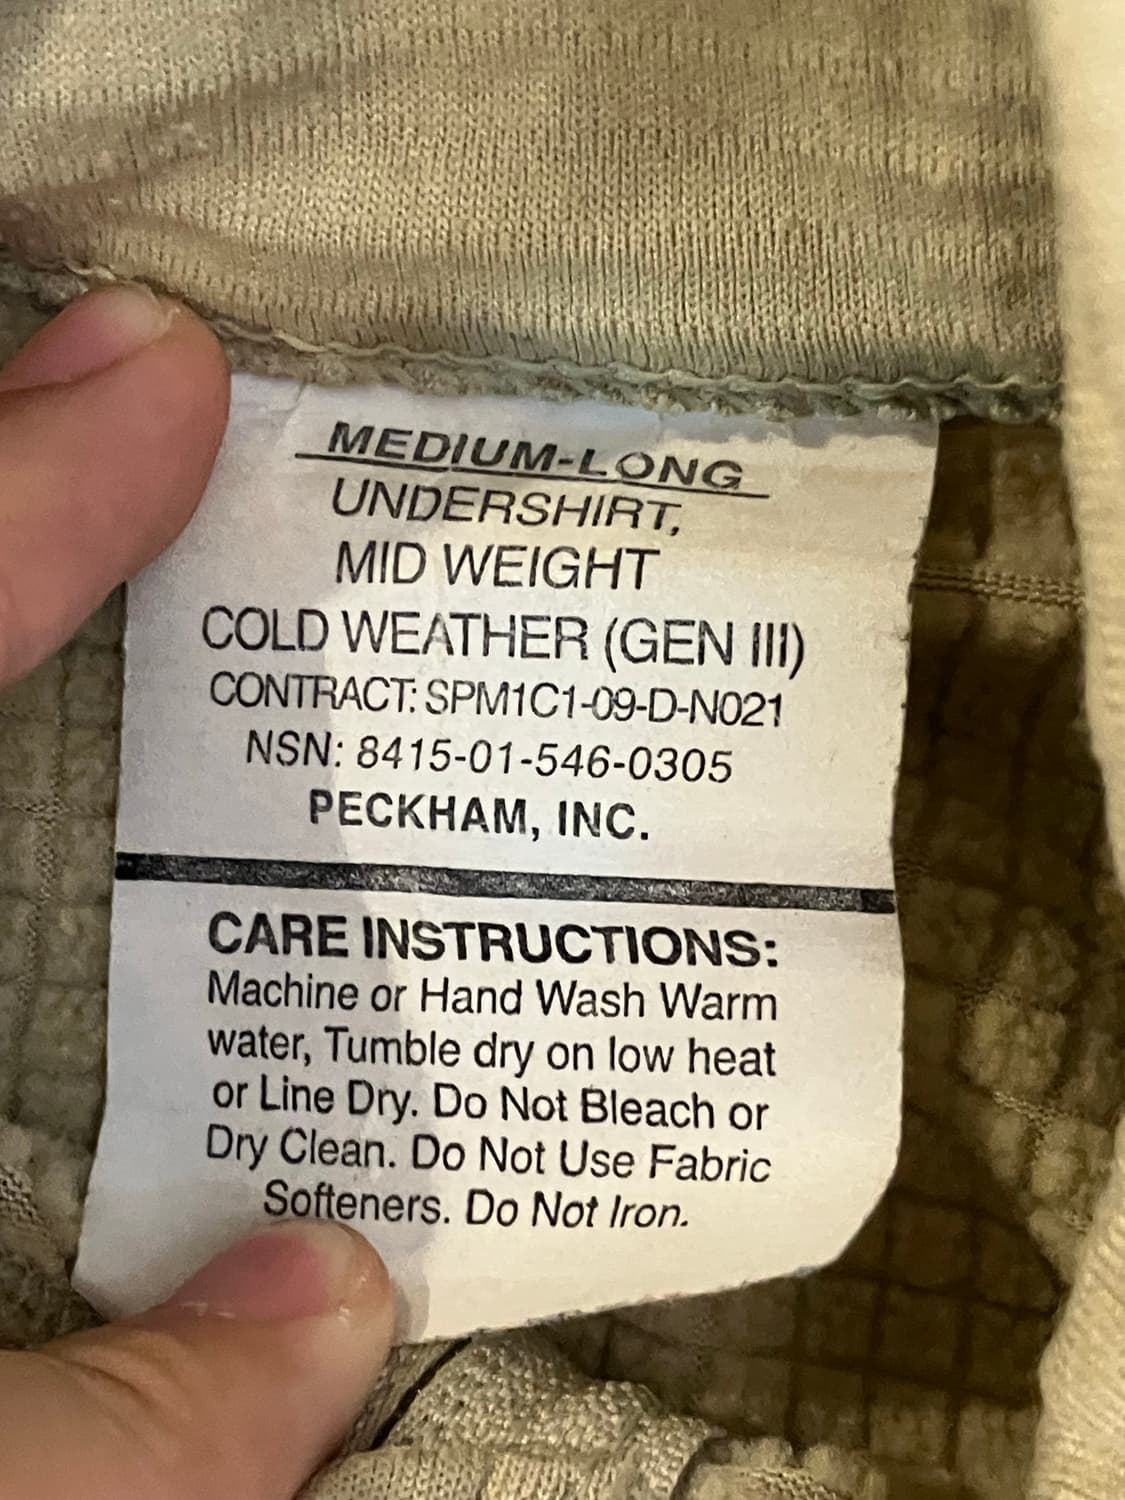 MEDIUM-LONG
UNDERSHIRT,
MID WEIGHT
COLD WEATHER (GEN III)
CONTRACT: SPM1C1-09-D-N021
NSN: 8415-01-546-0305
PECKHAM, INC.
CARE INSTRUCTIONS:
Machine or Hand Wash Warm
water, Tumble dry on low heat
or Line Dry. Do Not Bleach or
Dry Clean. Do Not Use Fabric
Softeners. Do Not Iron.